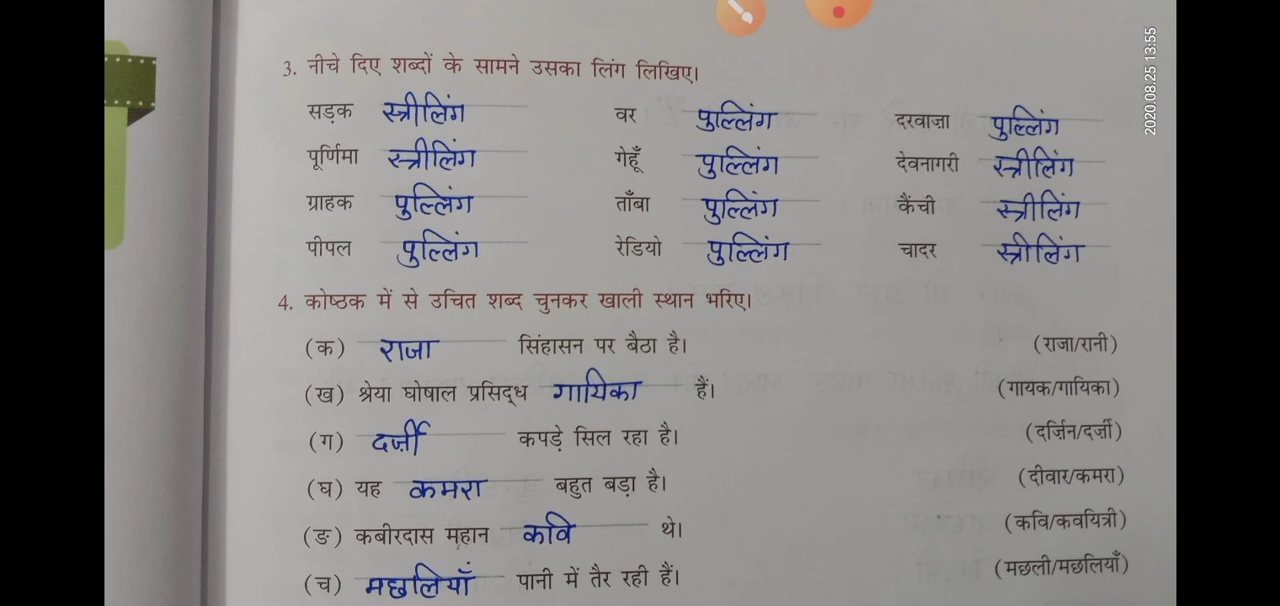 3. नीचे दिए शब्दों के सामने उसका लिंग लिखिए।
सड़क स्त्रीलिंग वर पुल्लिंग दरवाज़ा पुल्लिंग
पूर्णिमा स्त्रीलिंग गेहूँ पुल्लिंग देवनागरी स्त्रीलिंग
ग्राहक पुल्लिंग ताँबा पुल्लिंग कैंची स्त्रीलिंग
पीपल पुल्लिंग रेडियो पुल्लिंग चादर स्त्रीलिंग
4. कोष्ठक में से उचित शब्द चुनकर खाली स्थान भरिए।
(क) राजा सिंहासन पर बैठा है। (राजा/रानी)
(ख) श्रेया घोषाल प्रसिद्ध गायिका हैं। (गायक/गायिका)
(ग) दर्ज़ी कपड़े सिल रहा है। (दर्ज़िन/दर्ज़ी)
(घ) यह कमरा बहुत बड़ा है। (दीवार/कमरा)
(ङ) कबीरदास महान कवि थे। (कवि/कवयित्री)
(च) मछलियाँ पानी में तैर रही हैं। (मछली/मछलियाँ)
2020.08.25 13:55